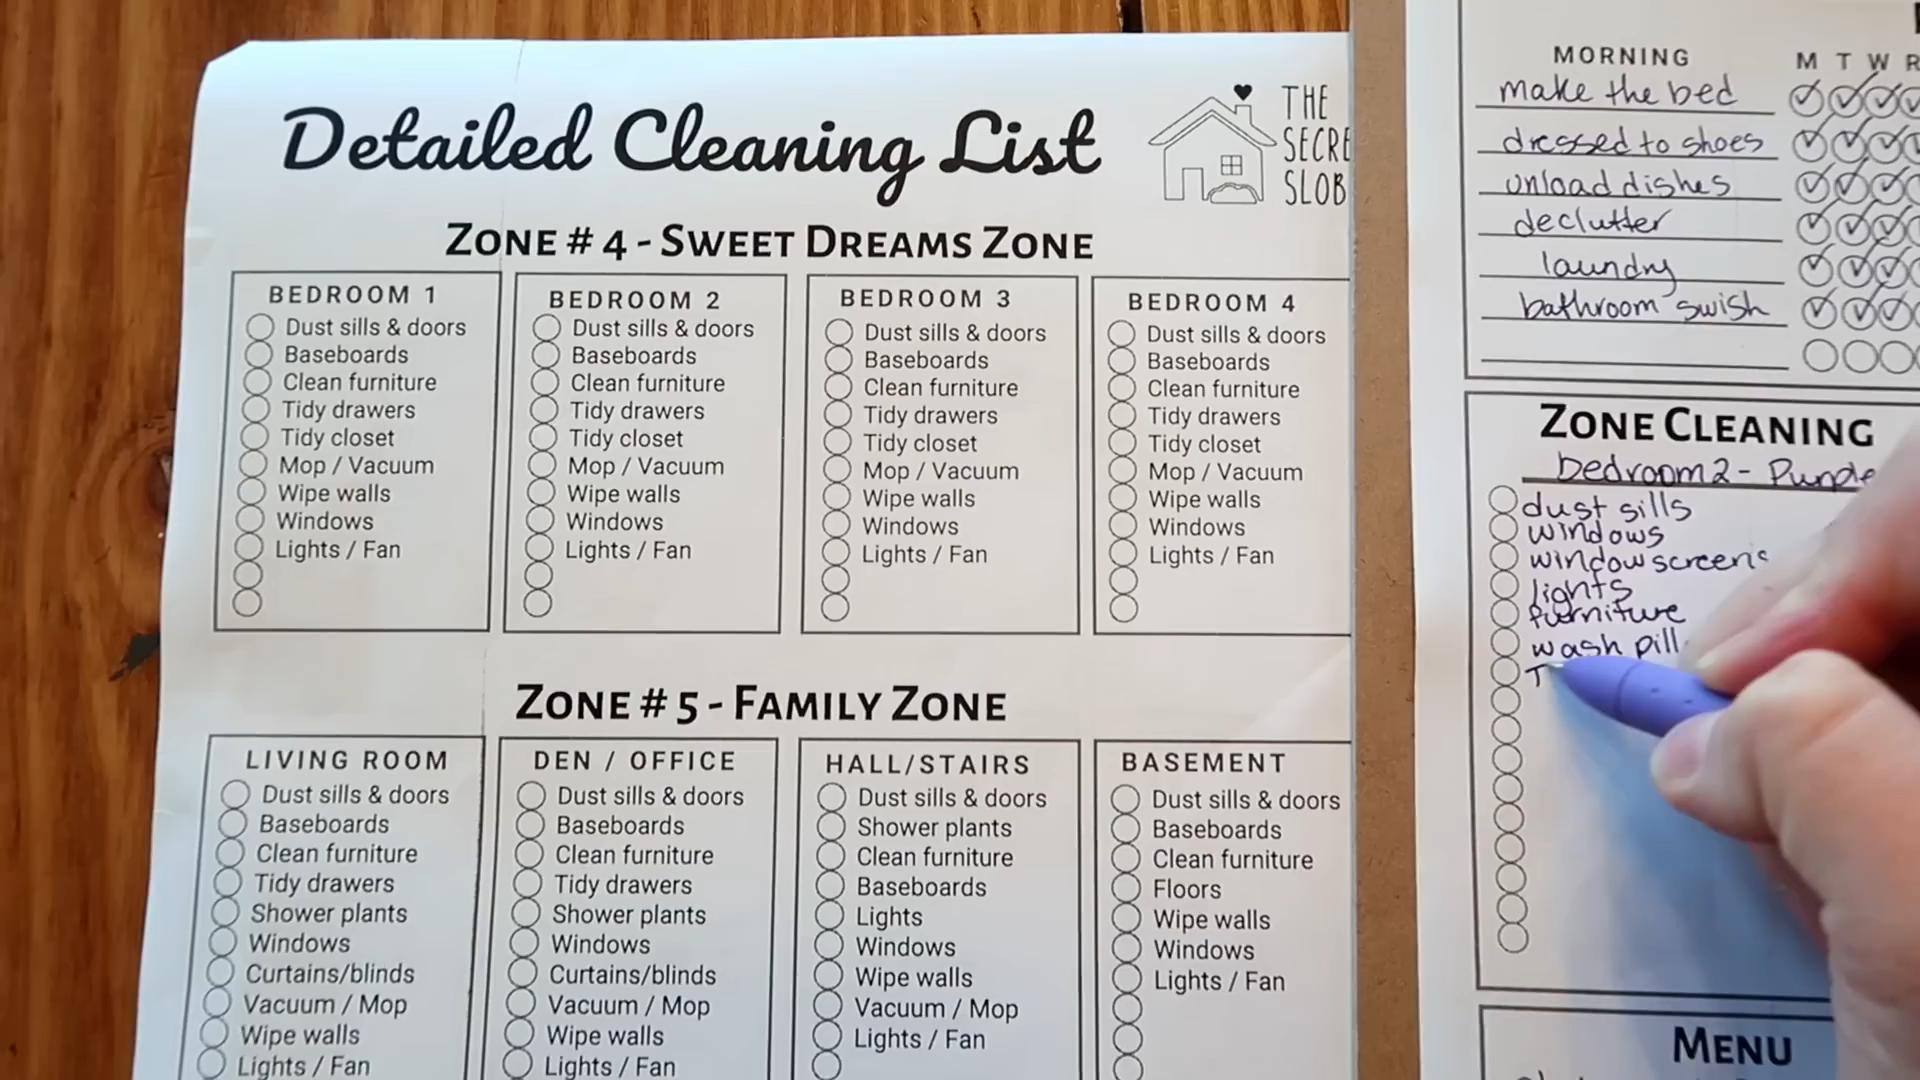 Detailed Cleaning List
THE
SECRE
SLOB
ZONE # 4 - SWEET DREAMS ZONE
BEDROOM 1
Dust sills & doors
Baseboards
Clean furniture
Tidy drawers
Tidy closet
Mop / Vacuum
Wipe walls
Windows
Lights / Fan
BEDROOM 2
Dust sills & doors
Baseboards
Clean furniture
Tidy drawers
Tidy closet
Mop / Vacuum
Wipe walls
Windows
Lights / Fan
BEDROOM 3
Dust sills & doors
Baseboards
Clean furniture
Tidy drawers
Tidy closet
Mop / Vacuum
Wipe walls
Windows
Lights / Fan
BEDROOM 4
Dust sills & doors
Baseboards
Clean furniture
Tidy drawers
Tidy closet
Mop / Vacuum
Wipe walls
Windows
Lights / Fan
ZONE # 5 - FAMILY ZONE
LIVING ROOM
Dust sills & doors
Baseboards
Clean furniture
Tidy drawers
Shower plants
Windows
Curtains/blinds
Vacuum / Mop
Wipe walls
Lights / Fan
DEN / OFFICE
Dust sills & doors
Baseboards
Clean furniture
Tidy drawers
Shower plants
Windows
Curtains/blinds
Vacuum / Mop
Wipe walls
Lights / Fan
HALL/STAIRS
Dust sills & doors
Shower plants
Clean furniture
Baseboards
Lights
Windows
Wipe walls
Vacuum / Mop
Lights / Fan
BASEMENT
Dust sills & doors
Baseboards
Clean furniture
Floors
Wipe walls
Windows
Lights / Fan
MORNING M T W R
make the bed
dressed to shoes
unload dishes
declutter
laundry
bathroom swish
ZONE CLEANING
bedroom 2 - Purple
dust sills
windows
window screens
lights
furniture
wash pill
T
MENU